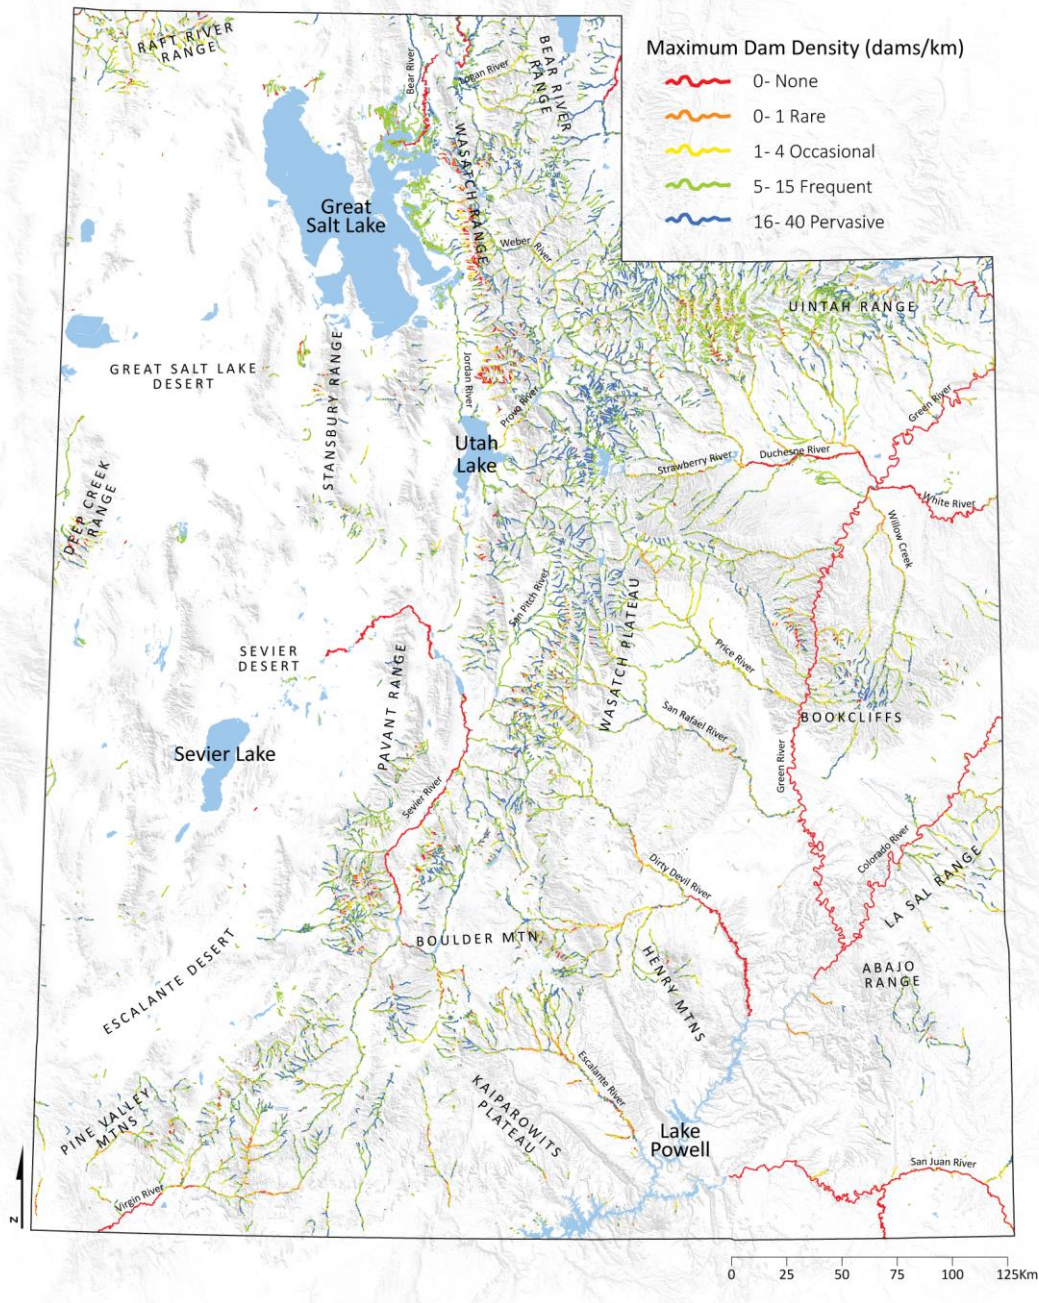 RAFT RIVER
RANGE
Bear River
Logan River
BEAR RIVER
RANGE
Maximum Dam Density (dams/km)
0- None
0- 1 Rare
1- 4 Occasional
5- 15 Frequent
16- 40 Pervasive
WASATCH RANGE
Great
Salt Lake
Weber River
UINTAH RANGE
GREAT SALT LAKE
DESERT
STANSBURY RANGE
Jordan River
Provo River
Green River
Utah
Lake
Strawberry River
Duchesne River
White River
DEEP CREEK
RANGE
Willow Creek
San Pitch River
WASATCH PLATEAU
SEVIER
DESERT
PAVANT RANGE
Price River
San Rafael River
BOOKCLIFFS
Sevier Lake
Green River
Sevier River
Colorado River
Dirty Devil River
LA SAL RANGE
BOULDER MTN.
HENRY MTNS
ABAJO
RANGE
ESCALANTE DESERT
Escalante River
KAIPAROWITS
PLATEAU
PINE VALLEY
MTNS
Lake
Powell
San Juan River
Virgin River
N
0 25 50 75 100 125Km